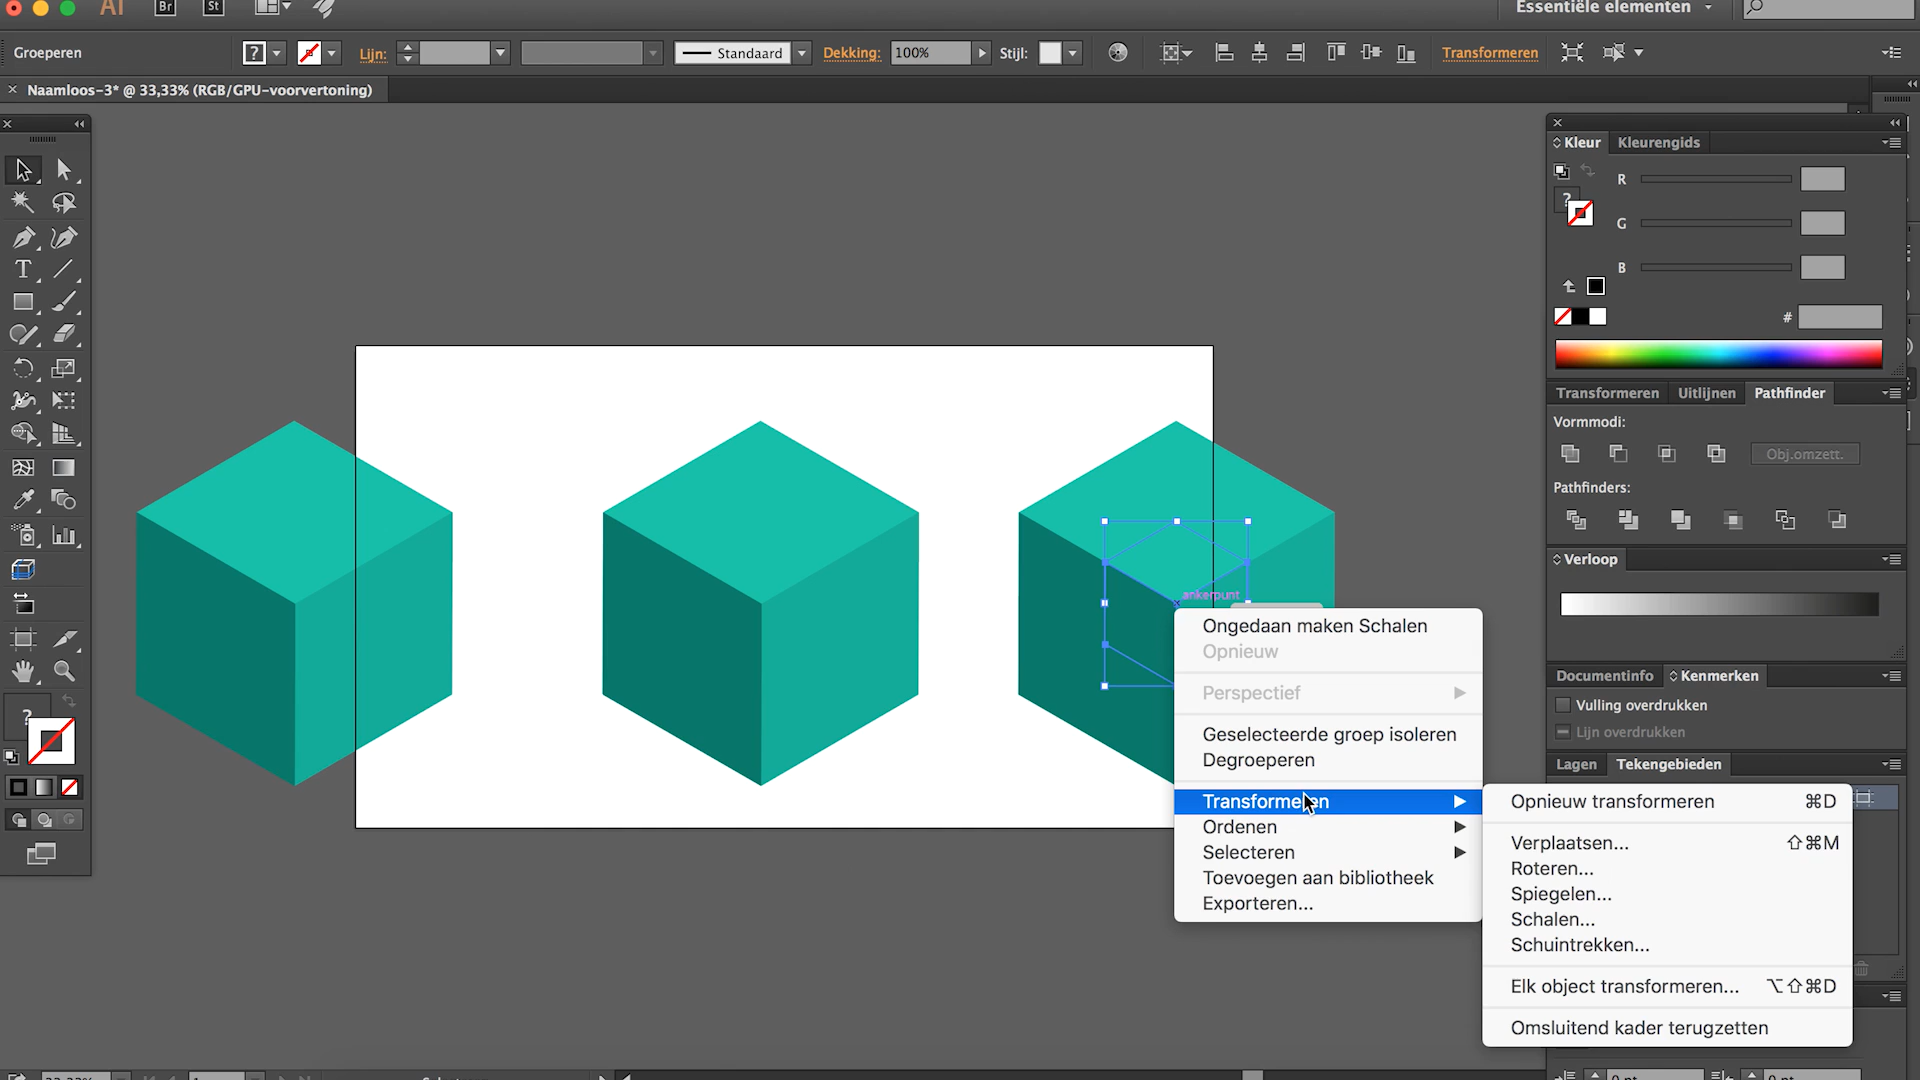 Ai Br St Essentiële elementen
Groeperen ? Lijn: Standaard Dekking: 100% Stijl: Transformeren
× Naamloos-3* @ 33,33% (RGB/GPU-voorvertoning)
Kleur Kleurengids
R
?
G
B
#
Transformeren Uitlijnen Pathfinder
Vormmodi:
Obj.omzett.
Pathfinders:
Verloop
Documentinfo Kenmerken
Vulling overdrukken
Lijn overdrukken
Lagen Tekengebieden
T
?
ankerpunt
Ongedaan maken Schalen
Opnieuw
Perspectief
Geselecteerde groep isoleren
Degroeperen
Transformeren
Ordenen
Selecteren
Toevoegen aan bibliotheek
Exporteren...
Opnieuw transformeren ⌘D
Verplaatsen... ⇧⌘M
Roteren...
Spiegelen...
Schalen...
Schuintrekken...
Elk object transformeren... ⌥⇧⌘D
Omsluitend kader terugzetten